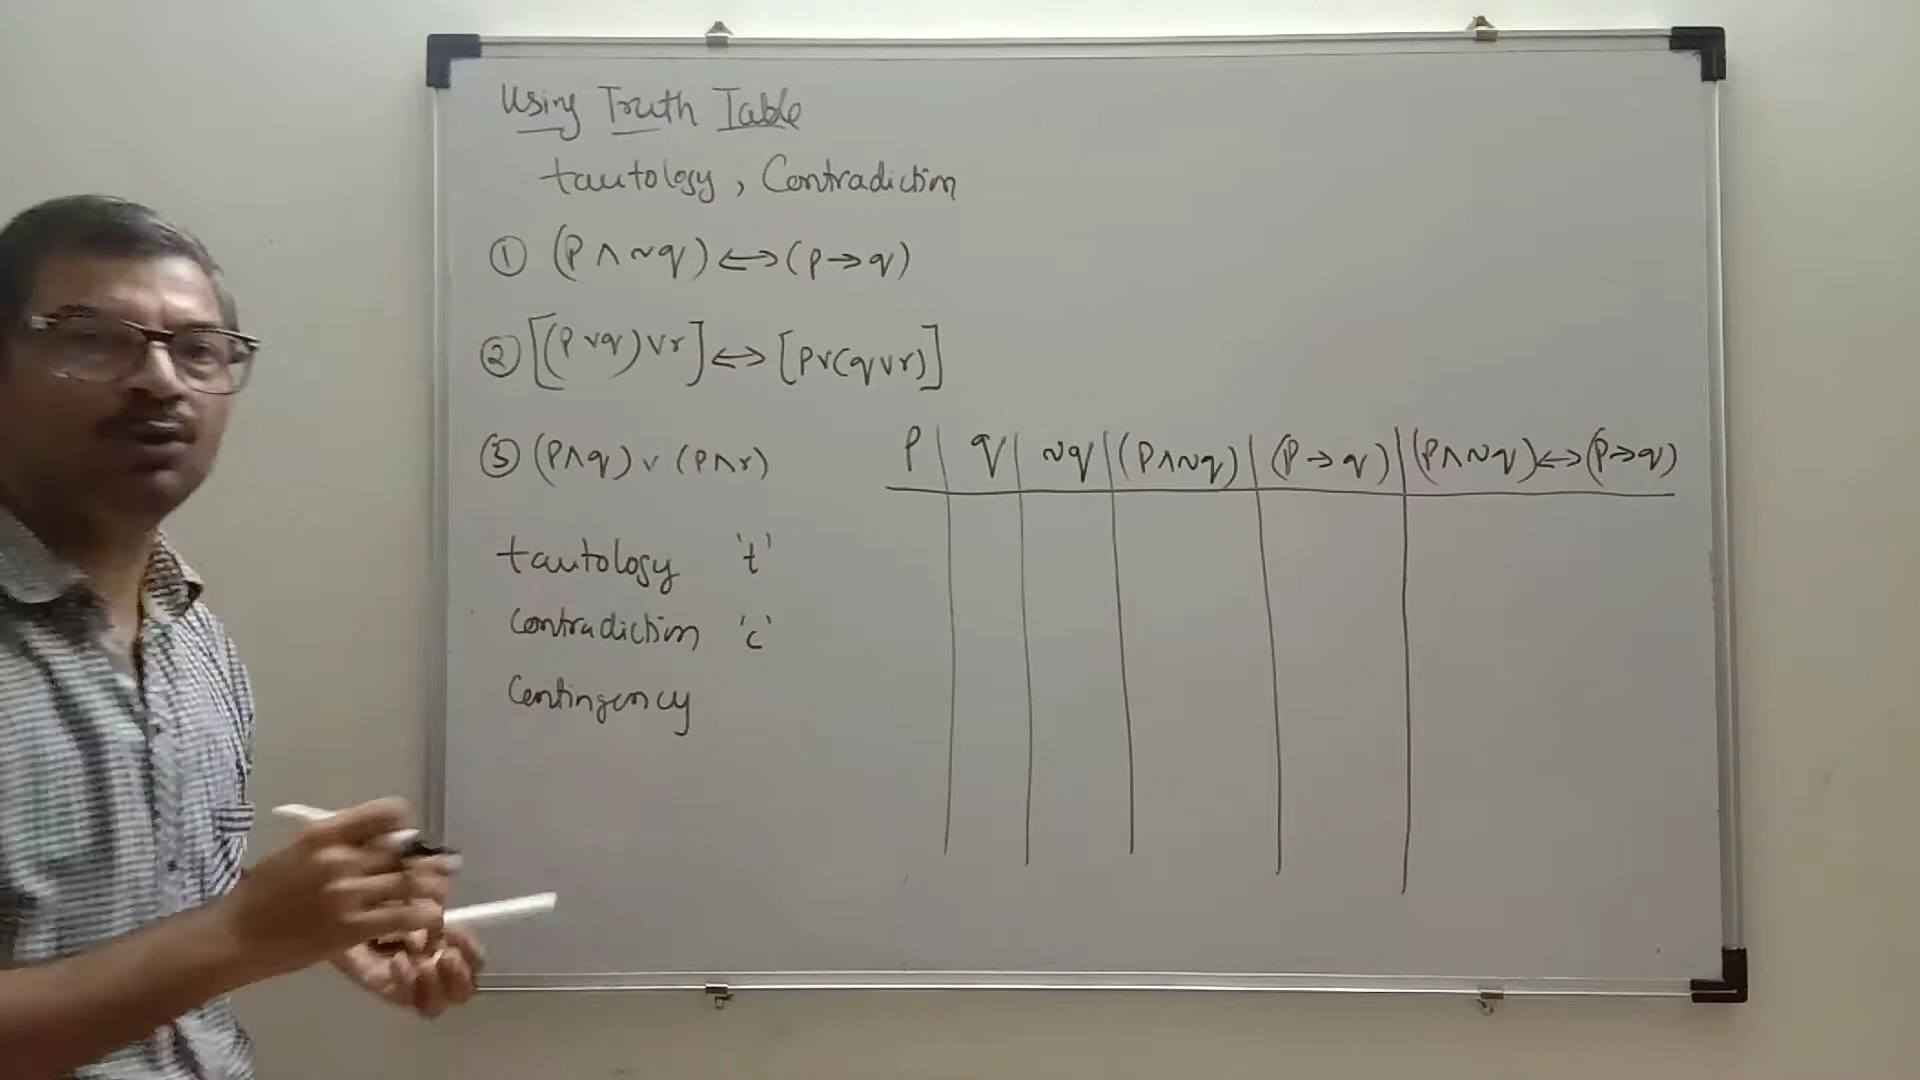 Using Truth Table
tautology, Contradiction
① (p ∧ ~q) ↔ (p → q)
② [(p ∨ q) ∨ r] ↔ [p ∨ (q ∨ r)]
③ (p ∧ q) ∨ (p ∧ r)
tautology 't'
Contradiction 'c'
Contingency
p | q | ~q | (p ∧ ~q) | (p → q) | (p ∧ ~q) ↔ (p → q)